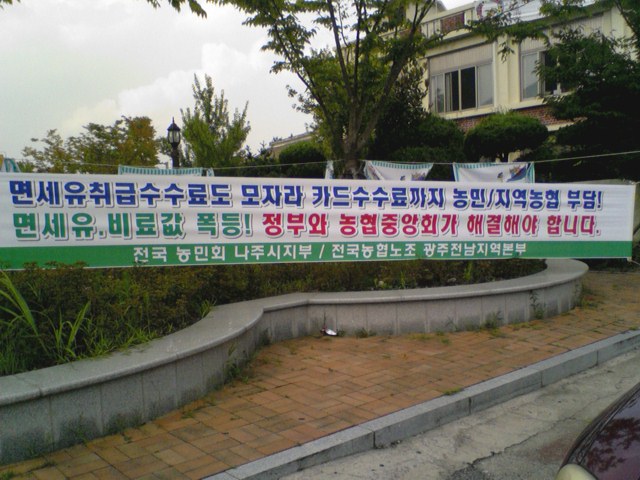 면세유취급수수료도 모자라 카드수수료까지 농민/지역농협 부담!
면세유.비료값 폭등! 정부와 농협중앙회가 해결해야 합니다.
전국 농민회 나주시지부 / 전국농협노조 광주전남지역본부